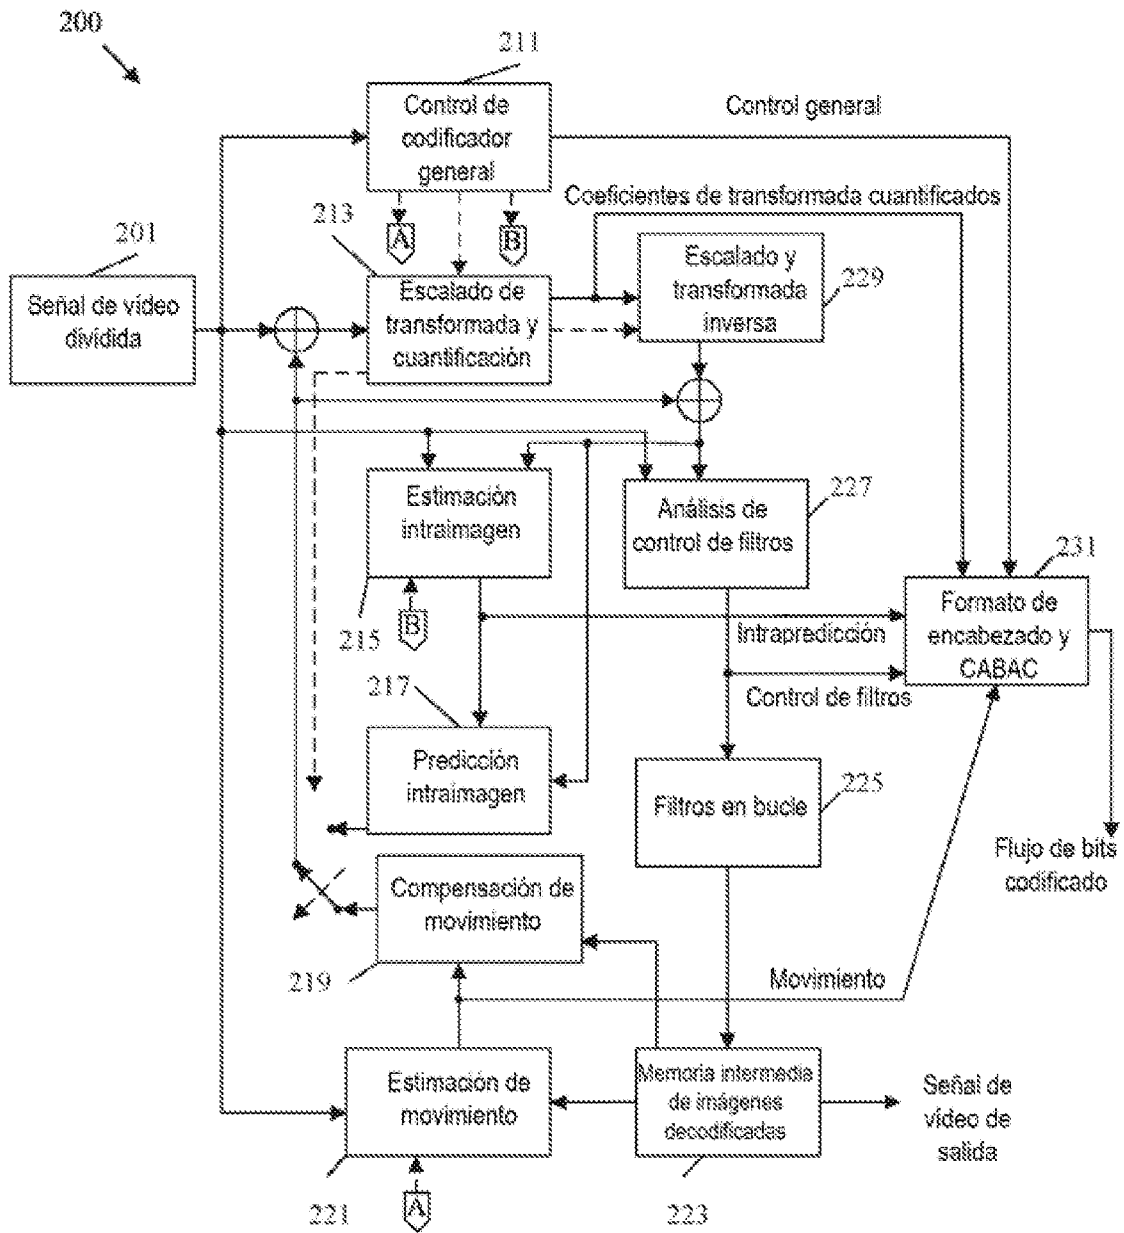 200
211
Control de
codificador
general
Control general
Coeficientes de transformada cuantificados
A
B
213
201
Señal de vídeo
dividida
Escalado de
transformada y
cuantificación
Escalado y
transformada
inversa
229
Estimación
intraimagen
215
B
Análisis de
control de filtros
227
231
Formato de
encabezado y
CABAC
Intrapredicción
Control de filtros
217
Predicción
intraimagen
Filtros en bucle
225
Flujo de bits
codificado
Compensación de
movimiento
219
Movimiento
Estimación de
movimiento
221
A
Memoria intermedia
de imágenes
decodificadas
223
Señal de
vídeo de
salida